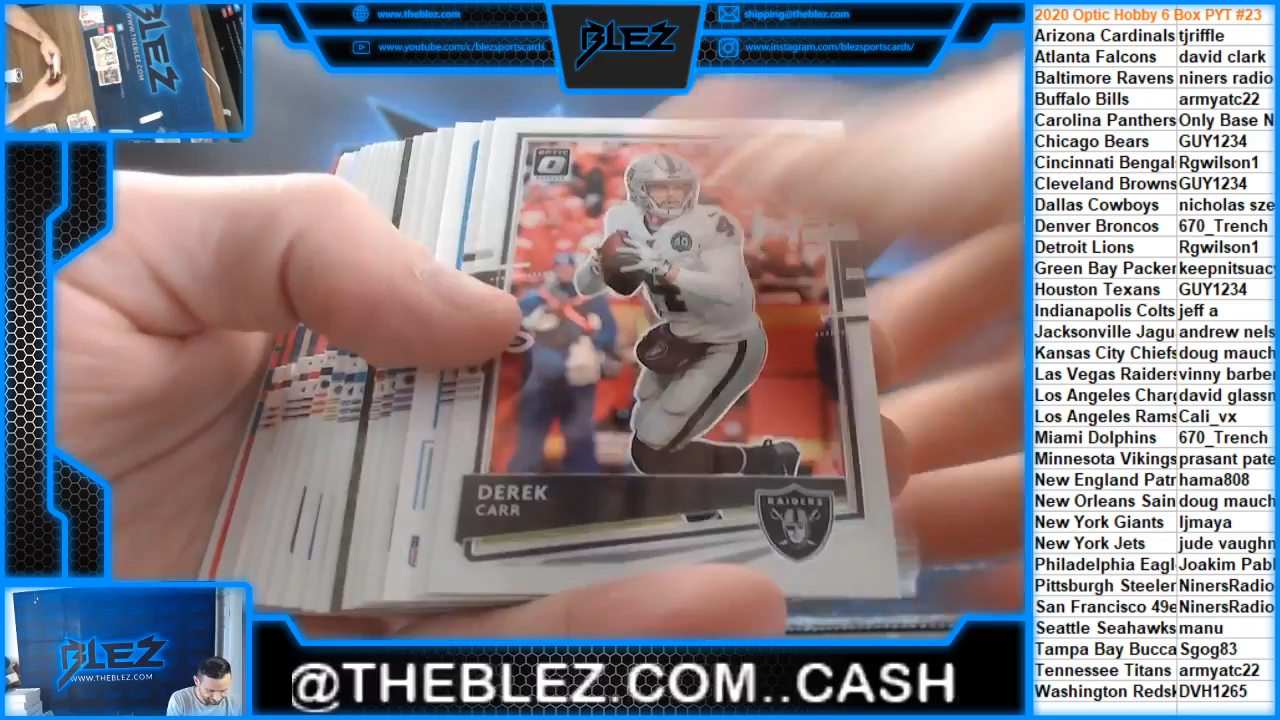 www.theblez.com
shipping@theblez.com
www.youtube.com/c/blezsportscards
www.instagram.com/blezsportscards/
BLEZ
OPTIC
DEREK
CARR
RAIDERS
BLEZ
WWW.THEBLEZ.COM
@THEBLEZ.COM..CASH
2020 Optic Hobby 6 Box PYT #23
Arizona Cardinals tjriffle
Atlanta Falcons david clark
Baltimore Ravens niners radio
Buffalo Bills armyatc22
Carolina Panthers Only Base N
Chicago Bears GUY1234
Cincinnati Bengal Rgwilson1
Cleveland Browns GUY1234
Dallas Cowboys nicholas sze
Denver Broncos 670_Trench
Detroit Lions Rgwilson1
Green Bay Packer keepnitsuac
Houston Texans GUY1234
Indianapolis Colts jeff a
Jacksonville Jagu andrew nels
Kansas City Chiefs doug mauch
Las Vegas Raiders vinny barbe
Los Angeles Charg david glassn
Los Angeles Rams Cali_vx
Miami Dolphins 670_Trench
Minnesota Vikings prasant pate
New England Patr hama808
New Orleans Sain doug mauch
New York Giants ljmaya
New York Jets jude vaughn
Philadelphia Eagl Joakim Pabl
Pittsburgh Steeler NinersRadio
San Francisco 49e NinersRadio
Seattle Seahawks manu
Tampa Bay Bucca Sgog83
Tennessee Titans armyatc22
Washington Redsk DVH1265